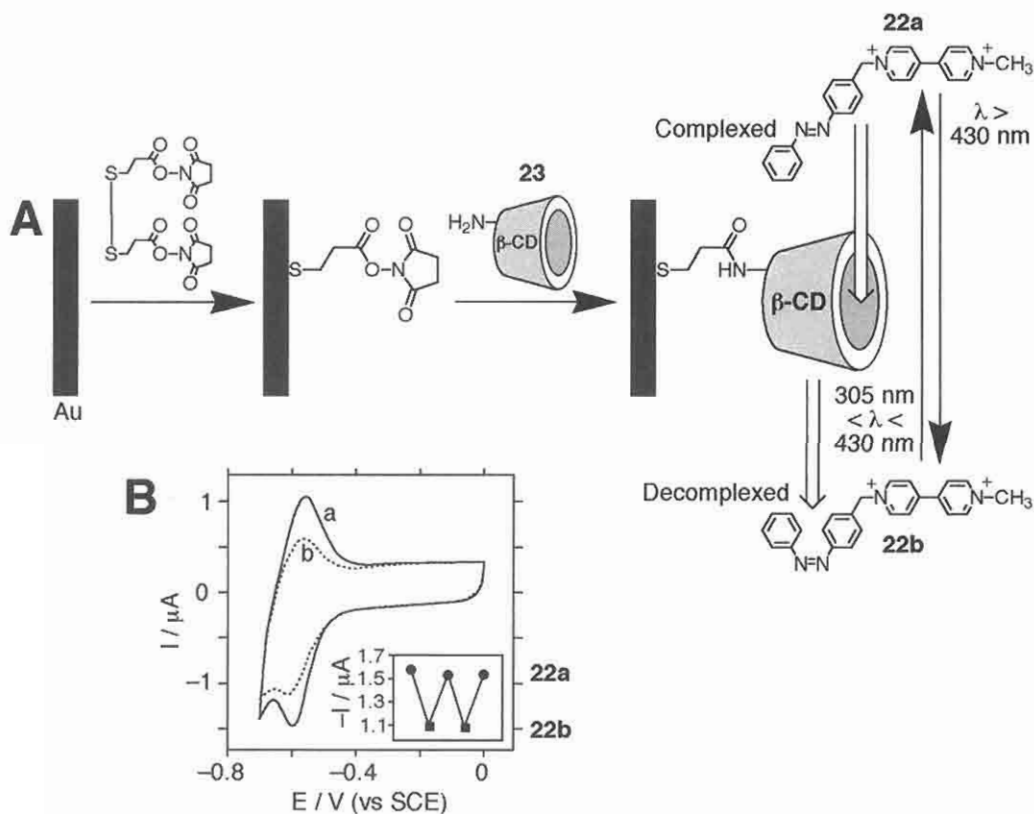 22a
N
+
N
+
CH3
N=N
Complexed
λ >
430 nm
A
Au
S
S
O
O
N
O
O
O
O
N
O
O
S
O
O
N
O
O
23
H2N
β-CD
S
O
HN
β-CD
305 nm
< λ <
430 nm
Decomplexed
N
+
N
+
CH3
N=N
22b
B
I / μA
1
0
−1
a
b
−I / μA
1.7
1.5
1.3
1.1
22a
22b
−0.8
−0.4
0
E / V (vs SCE)